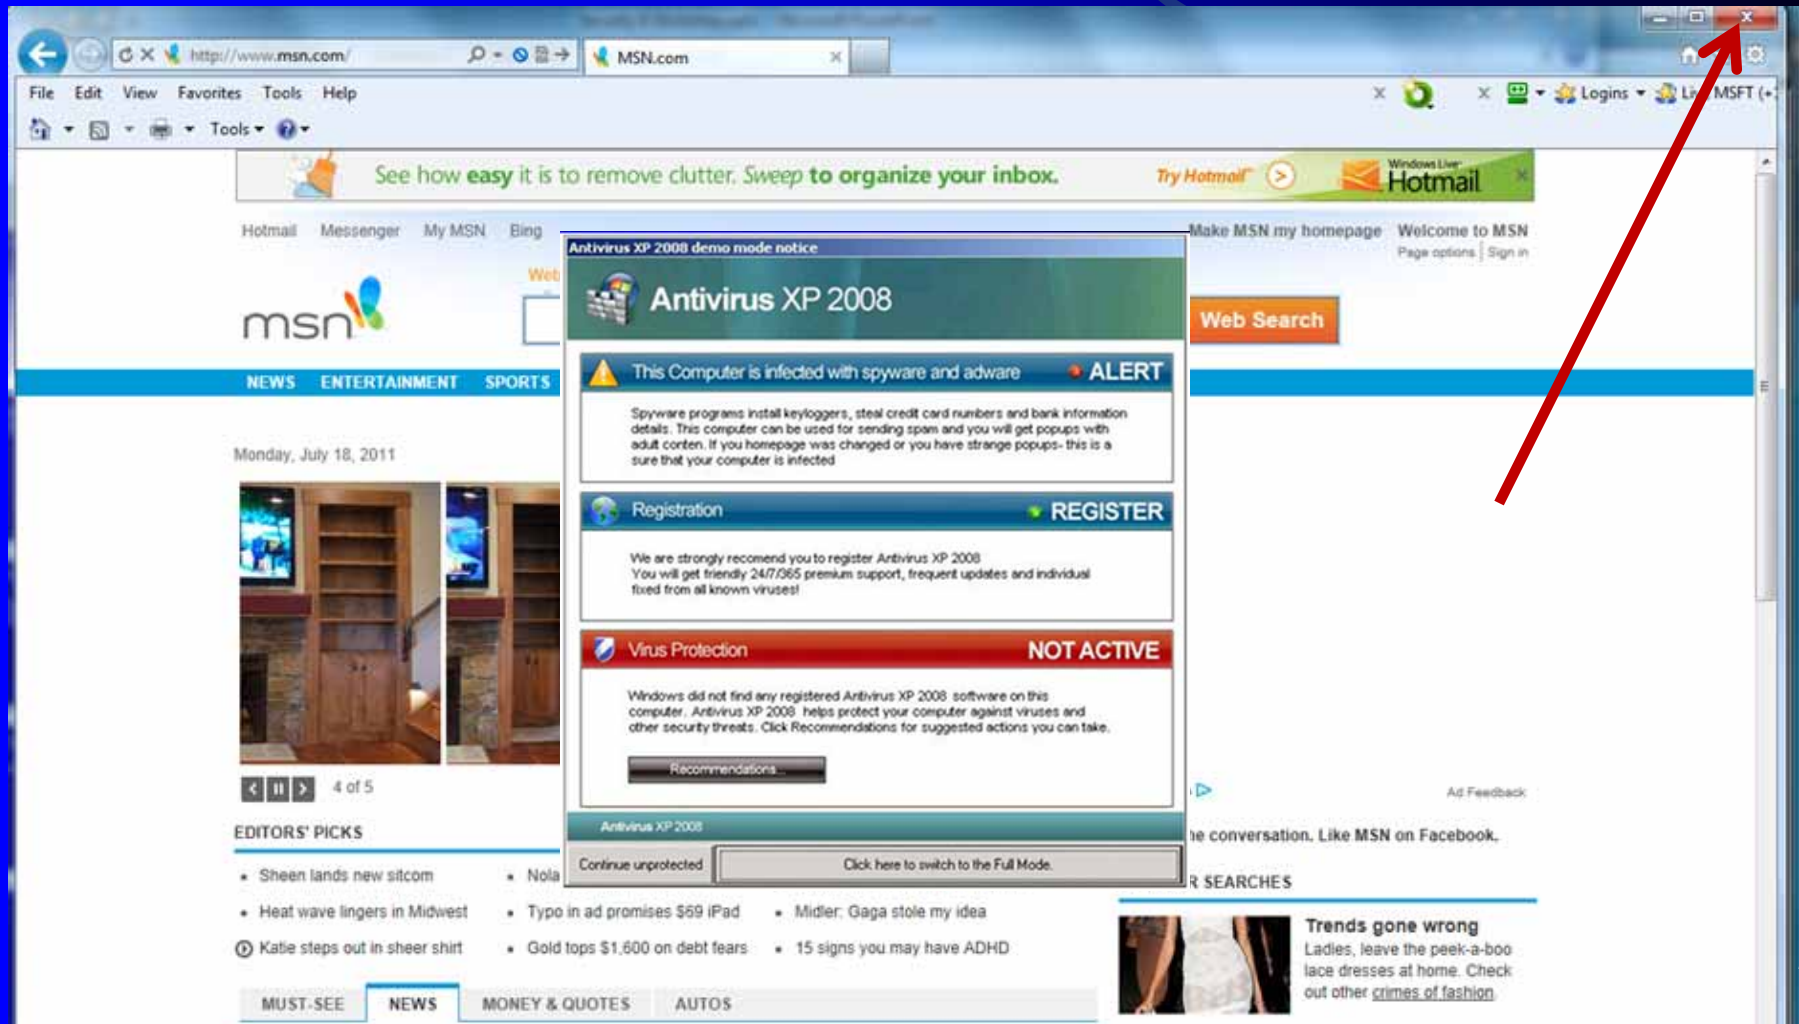 http://www.msn.com/
MSN.com
File Edit View Favorites Tools Help
Logins
MSFT
Tools
See how easy it is to remove clutter. Sweep to organize your inbox.
Try Hotmail
Windows Live
Hotmail
Hotmail Messenger My MSN Bing
Make MSN my homepage Welcome to MSN
Page options | Sign in
Web
msn
Web Search
NEWS ENTERTAINMENT SPORTS
Monday, July 18, 2011
Antivirus XP 2008 demo mode notice
Antivirus XP 2008
This Computer is infected with spyware and adware ALERT
Spyware programs install keyloggers, steal credit card numbers and bank information
details. This computer can be used for sending spam and you will get popups with
adult conten. If you homepage was changed or you have strange popups- this is a
sure that your computer is infected
Registration REGISTER
We are strongly recomend you to register Antivirus XP 2008
You will get friendly 24/7/365 premium support, frequent updates and individual
fixed from all known viruses!
Virus Protection NOT ACTIVE
Windows did not find any registered Antivirus XP 2008 software on this
computer. Antivirus XP 2008 helps protect your computer against viruses and
other security threats. Click Recommendations for suggested actions you can take.
Recommendations...
Antivirus XP 2008
Continue unprotected Click here to switch to the Full Mode.
4 of 5
Ad Feedback
EDITORS' PICKS
conversation. Like MSN on Facebook.
Sheen lands new sitcom
Nola
Heat wave lingers in Midwest
Typo in ad promises $69 iPad
Midler: Gaga stole my idea
Katie steps out in sheer shirt
Gold tops $1,600 on debt fears
15 signs you may have ADHD
SEARCHES
Trends gone wrong
Ladies, leave the peek-a-boo
lace dresses at home. Check
out other crimes of fashion
MUST-SEE NEWS MONEY & QUOTES AUTOS